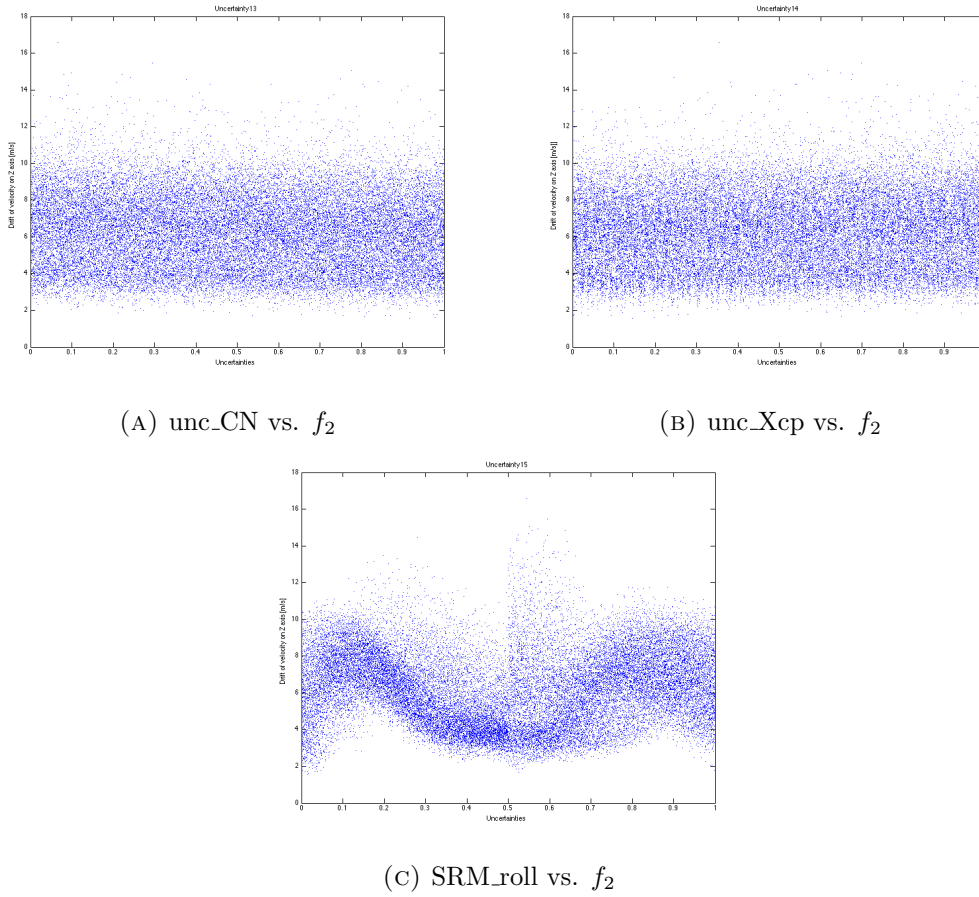 Uncertainty13
18
16
14
12
10
8
6
4
2
0
Drift of velocity on Z axis [m/s]
0 0.1 0.2 0.3 0.4 0.5 0.6 0.7 0.8 0.9 1
Uncertainties
(A) unc_CN vs. f2
Uncertainty14
18
16
14
12
10
8
6
4
2
0
Drift of velocity on Z axis [m/s]
0 0.1 0.2 0.3 0.4 0.5 0.6 0.7 0.8 0.9
Uncertainties
(B) unc_Xcp vs. f2
Uncertainty15
18
16
14
12
10
8
6
4
2
0
Drift of velocity on Z axis [m/s]
0 0.1 0.2 0.3 0.4 0.5 0.6 0.7 0.8 0.9 1
Uncertainties
(C) SRM_roll vs. f2